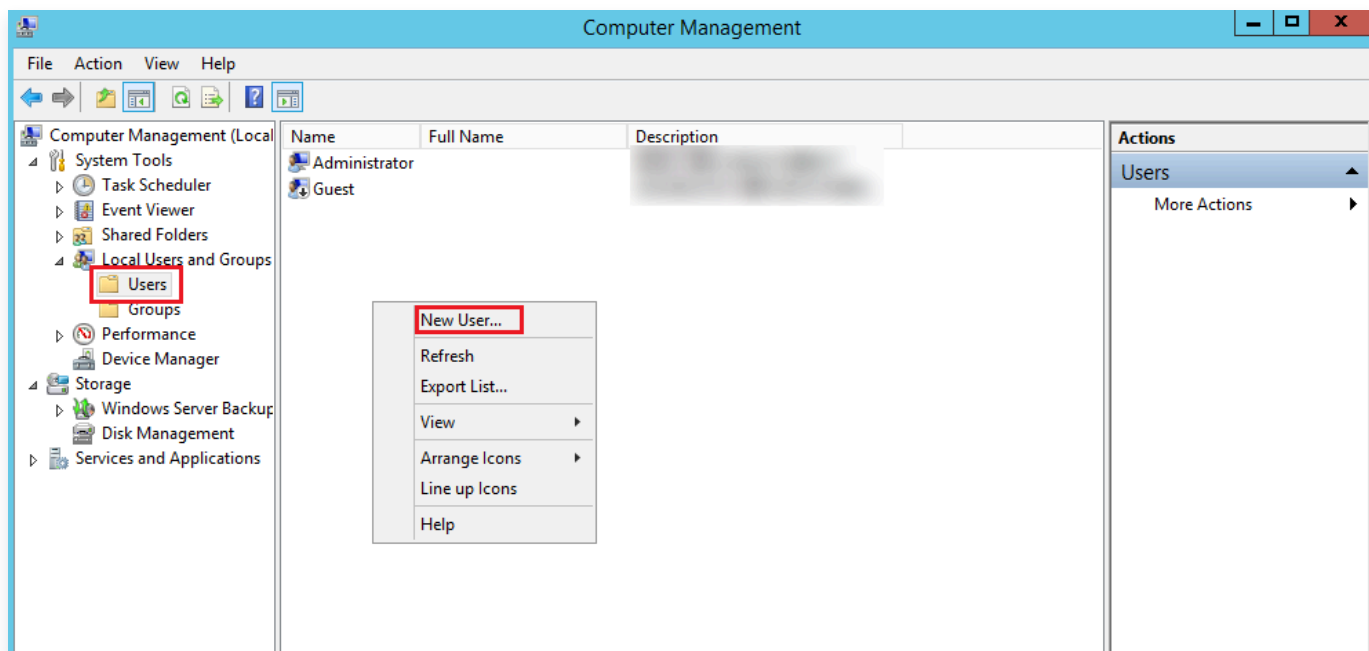 Computer Management
File Action View Help
Computer Management (Local
System Tools
Task Scheduler
Event Viewer
Shared Folders
Local Users and Groups
Users
Groups
Performance
Device Manager
Storage
Windows Server Backup
Disk Management
Services and Applications
Name Full Name Description
Administrator
Guest
New User...
Refresh
Export List...
View
Arrange Icons
Line up Icons
Help
Actions
Users
More Actions